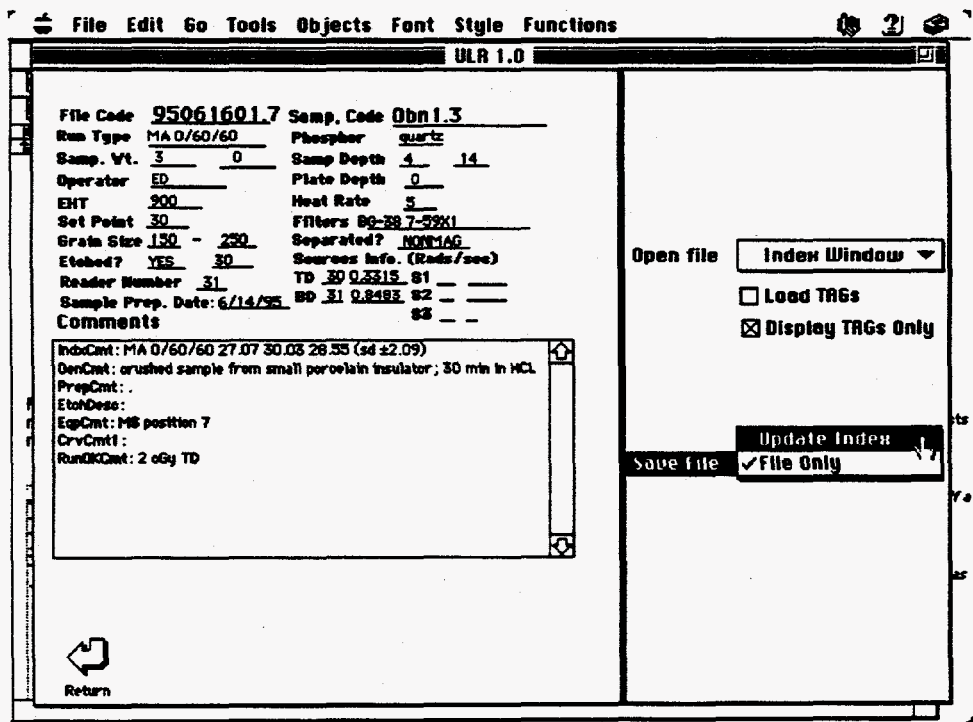 File Edit Go Tools Objects Font Style Functions
ULR 1.0
File Code 95061601.7 Samp. Code Obn1.3
Run Type MA 0/60/60 Phosphor quartz
Samp. Wt. 3 0 Samp Depth 4 14
Operator ED Plate Depth 0
EHT 900 Heat Rate 5
Set Point 30 Filters BG-38 7-59X1
Grain Size 150 - 250 Separated? NONMAG
Etched? YES 30 Sources Info. (Rads/sec)
Reader Number 31 TD 30 0.3315 S1
Sample Prep. Date: 6/14/95 BD 31 0.8483 S2
S3
Comments
IndxCmt: MA 0/60/60 27.07 30.03 28.55 (sd ±2.09)
GenCmt: crushed sample from small porcelain insulator; 30 min in HCL
PrepCmt: .
EtchDesc:
EqpCmt: MS position 7
CrvCmt1:
RunOKCmt: 2 cGy TD
Return
Open file Index Window
Load TAGs
Display TAGs Only
Update Index
Save file ✓File Only